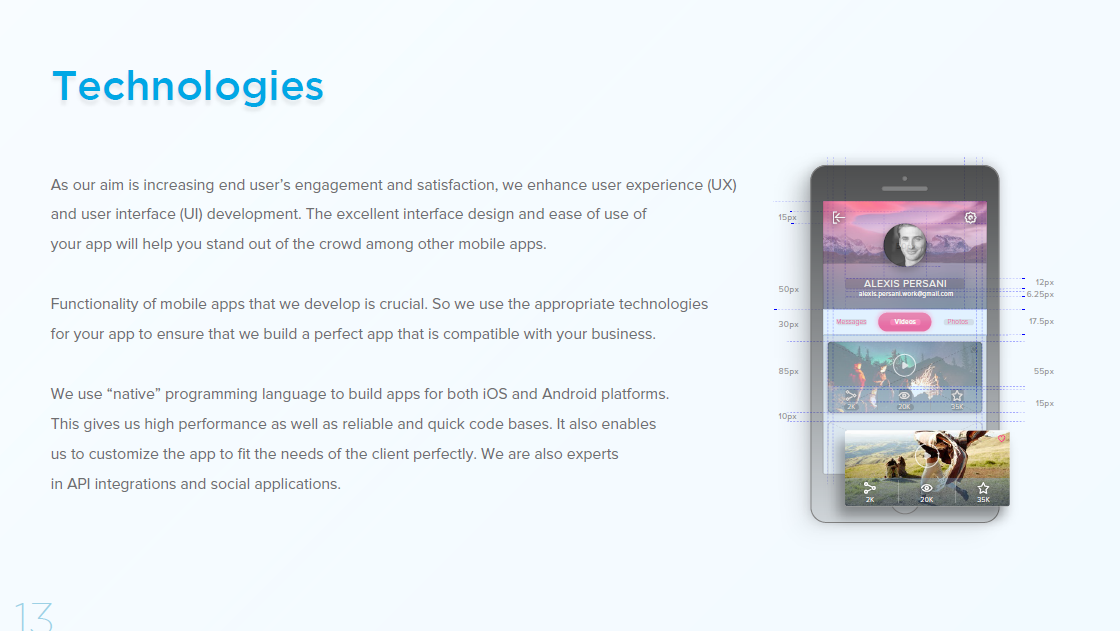 Technologies
As our aim is increasing end user’s engagement and satisfaction, we enhance user experience (UX)
and user interface (UI) development. The excellent interface design and ease of use of
your app will help you stand out of the crowd among other mobile apps.
Functionality of mobile apps that we develop is crucial. So we use the appropriate technologies
for your app to ensure that we build a perfect app that is compatible with your business.
We use “native” programming language to build apps for both iOS and Android platforms.
This gives us high performance as well as reliable and quick code bases. It also enables
us to customize the app to fit the needs of the client perfectly. We are also experts
in API integrations and social applications.
15px
50px
30px
85px
10px
ALEXIS PERSANI
alexis.persani.work@gmail.com
Messages Videos Photos
2K 20K 35K
2K 20K 35K
12px
6.25px
17.5px
55px
15px
13